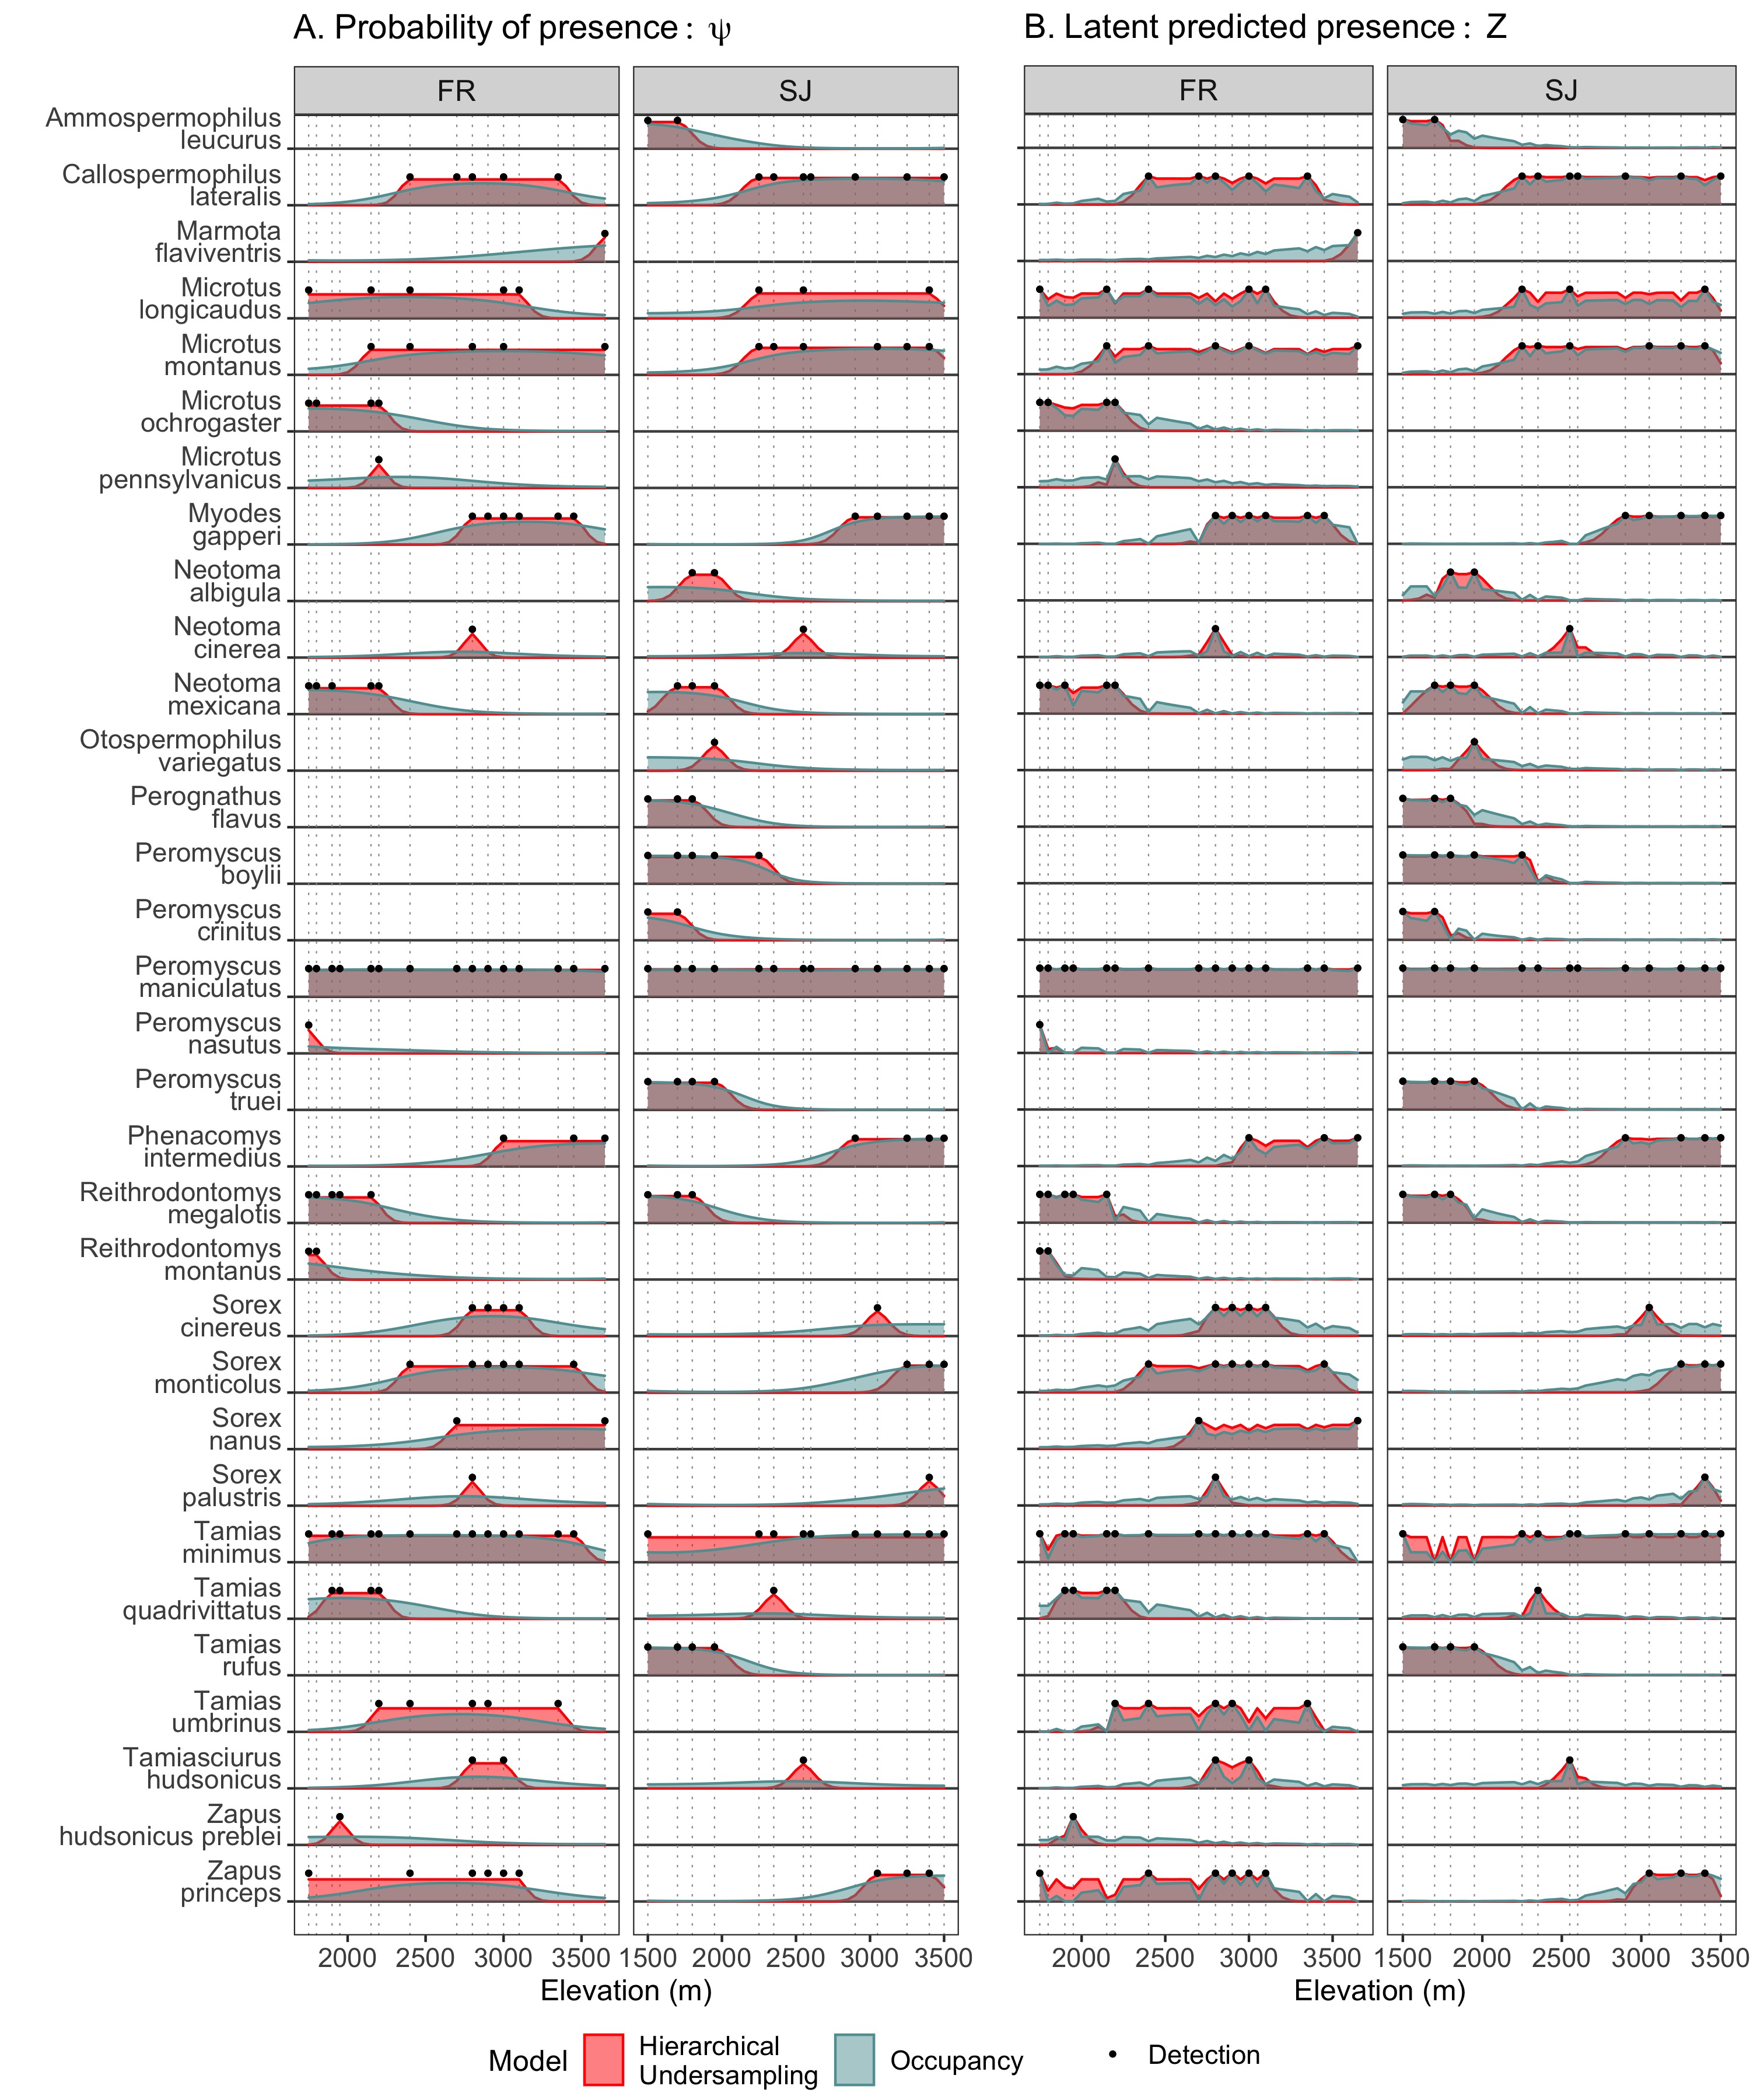 A. Probability of presence : ψ
B. Latent predicted presence : Z
FR
SJ
FR
SJ
Ammospermophilus
leucurus
Callospermophilus
lateralis
Marmota
flaviventris
Microtus
longicaudus
Microtus
montanus
Microtus
ochrogaster
Microtus
pennsylvanicus
Myodes
gapperi
Neotoma
albigula
Neotoma
cinerea
Neotoma
mexicana
Otospermophilus
variegatus
Perognathus
flavus
Peromyscus
boylii
Peromyscus
crinitus
Peromyscus
maniculatus
Peromyscus
nasutus
Peromyscus
truei
Phenacomys
intermedius
Reithrodontomys
megalotis
Reithrodontomys
montanus
Sorex
cinereus
Sorex
monticolus
Sorex
nanus
Sorex
palustris
Tamias
minimus
Tamias
quadrivittatus
Tamias
rufus
Tamias
umbrinus
Tamiasciurus
hudsonicus
Zapus
hudsonicus preblei
Zapus
princeps
2000 2500 3000 3500
1500 2000 2500 3000 3500
2000 2500 3000 3500
1500 2000 2500 3000 3500
Elevation (m)
Elevation (m)
Model
Hierarchical
Undersampling
Occupancy
Detection